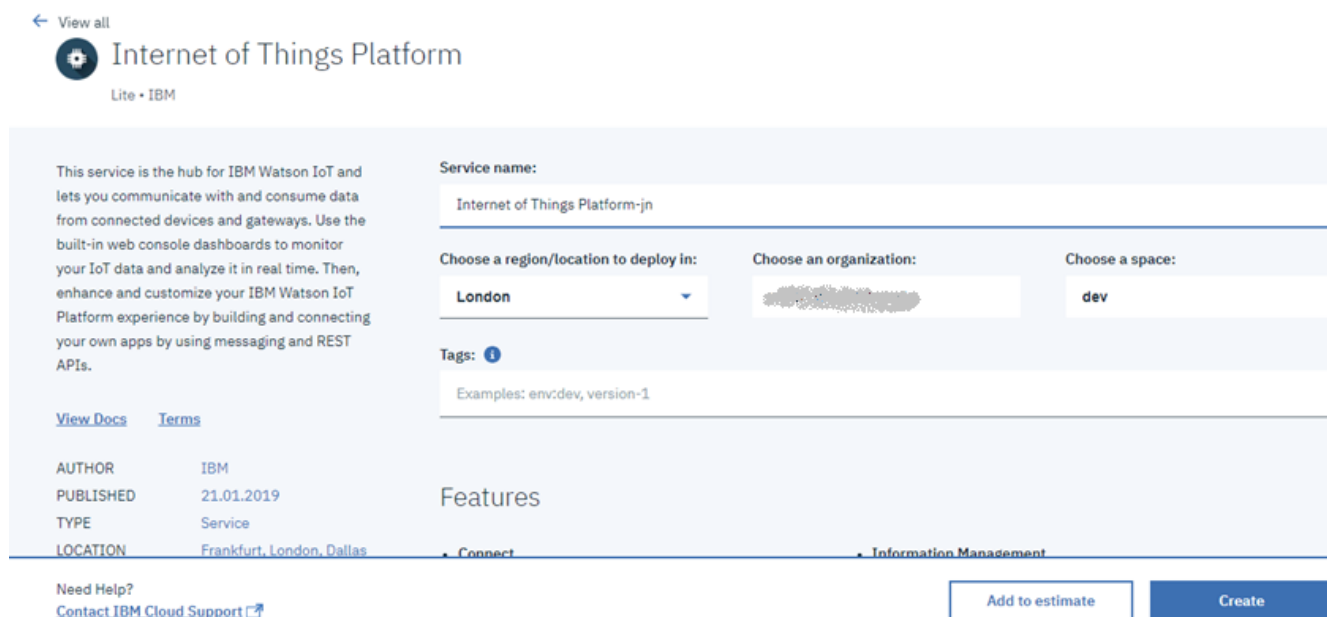 ← View all
Internet of Things Platform
Lite • IBM
This service is the hub for IBM Watson IoT and
lets you communicate with and consume data
from connected devices and gateways. Use the
built-in web console dashboards to monitor
your IoT data and analyze it in real time. Then,
enhance and customize your IBM Watson IoT
Platform experience by building and connecting
your own apps by using messaging and REST
APIs.
View Docs Terms
AUTHOR IBM
PUBLISHED 21.01.2019
TYPE Service
LOCATION Frankfurt, London, Dallas
Service name:
Internet of Things Platform-jn
Choose a region/location to deploy in: Choose an organization: Choose a space:
London dev
Tags:
Examples: env:dev, version-1
Features
• Connect • Information Management
Need Help?
Contact IBM Cloud Support
Add to estimate Create